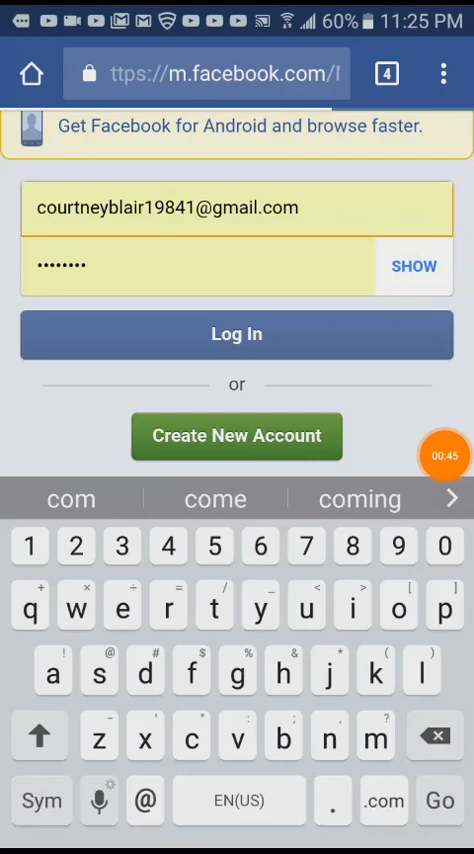 60% 11:25 PM
ttps://m.facebook.com/
4
Get Facebook for Android and browse faster.
courtneyblair19841@gmail.com
•••••••• SHOW
Log In
or
Create New Account
00:45
com come coming
1 2 3 4 5 6 7 8 9 0
+ × ÷ = / _ < > [ ]
q w e r t y u i o p
! @ # $ % & * ( )
a s d f g h j k l
- ' " : ; , ?
z x c v b n m
Sym @ EN(US) . .com Go